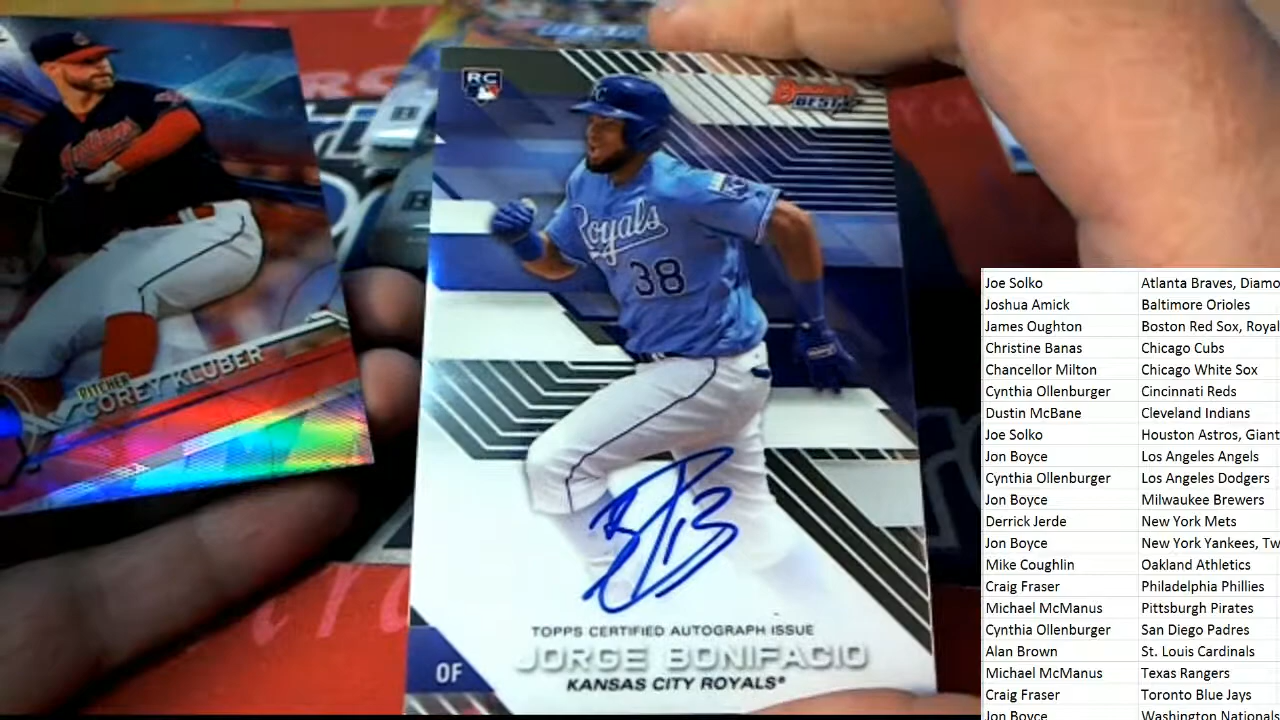 Indians
PITCHER
COREY KLUBER
RC
KC
Bowman's
BEST
Royals
38
TOPPS CERTIFIED AUTOGRAPH ISSUE
JORGE BONIFACIO
OF
KANSAS CITY ROYALS®
Joe Solko Atlanta Braves, Diamo
Joshua Amick Baltimore Orioles
James Oughton Boston Red Sox, Roya
Christine Banas Chicago Cubs
Chancellor Milton Chicago White Sox
Cynthia Ollenburger Cincinnati Reds
Dustin McBane Cleveland Indians
Joe Solko Houston Astros, Giant
Jon Boyce Los Angeles Angels
Cynthia Ollenburger Los Angeles Dodgers
Jon Boyce Milwaukee Brewers
Derrick Jerde New York Mets
Jon Boyce New York Yankees, Tw
Mike Coughlin Oakland Athletics
Craig Fraser Philadelphia Phillies
Michael McManus Pittsburgh Pirates
Cynthia Ollenburger San Diego Padres
Alan Brown St. Louis Cardinals
Michael McManus Texas Rangers
Craig Fraser Toronto Blue Jays
Jon Boyce Washington Nationals